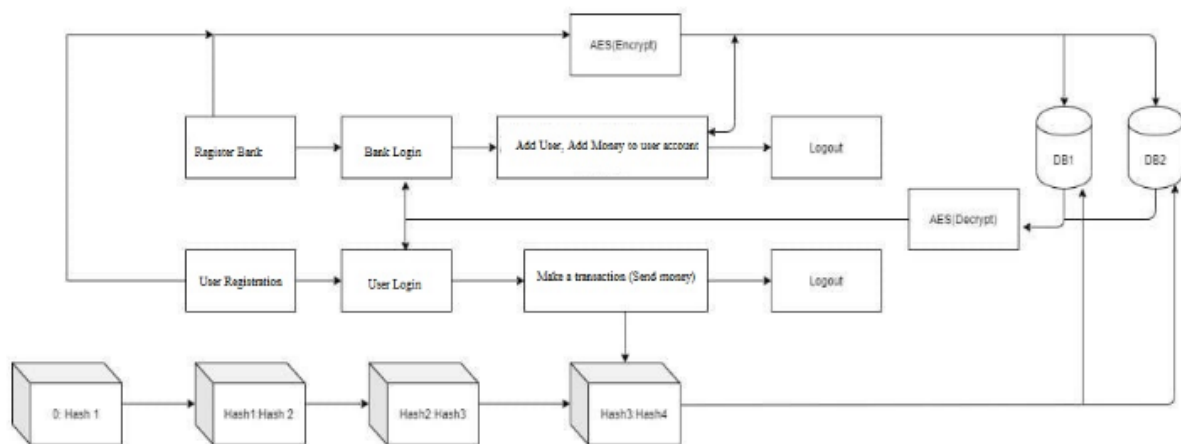 AES(Encrypt)
Register Bank
Bank Login
Add User, Add Money to user account
Logout
DB1
DB2
AES(Decrypt)
User Registration
User Login
Make a transaction (Send money)
Logout
0: Hash 1
Hash1:Hash 2
Hash2:Hash3
Hash3:Hash4